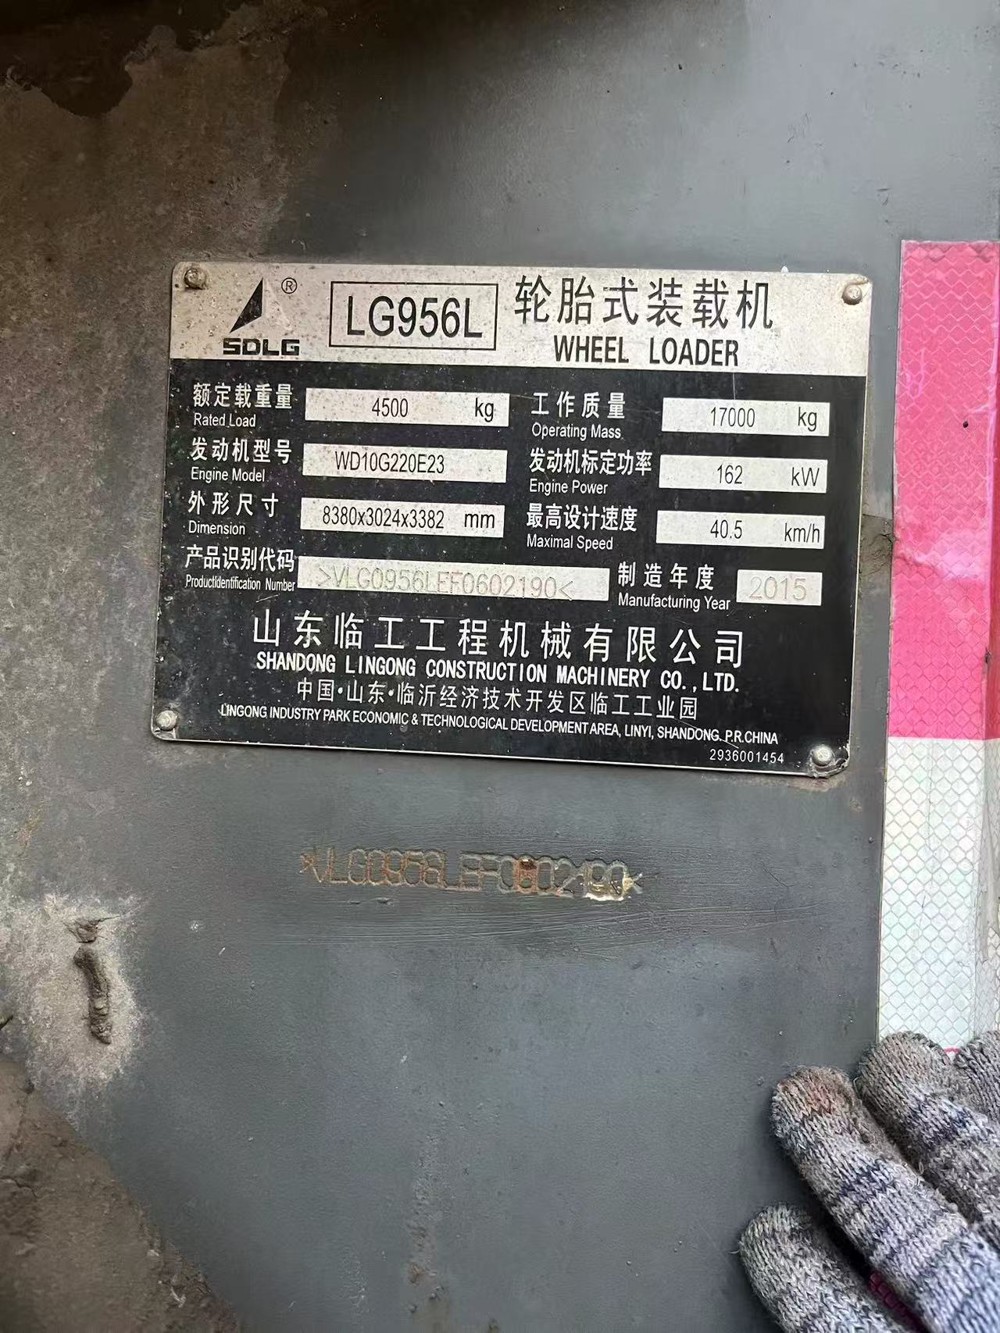 SDLG ® LG956L 轮胎式装载机
WHEEL LOADER
额定载重量 4500 kg 工作质量 17000 kg
Rated Load Operating Mass
发动机型号 WD10G220E23 发动机标定功率 162 kW
Engine Model Engine Power
外形尺寸 8380x3024x3382 mm 最高设计速度 40.5 km/h
Dimension Maximal Speed
产品识别代码 >VLG0956LEF0602190< 制造年度 2015
ProductIdentification Number Manufacturing Year
山东临工工程机械有限公司
SHANDONG LINGONG CONSTRUCTION MACHINERY CO.,LTD.
中国·山东·临沂经济技术开发区临工工业园
LINGONG INDUSTRY PARK ECONOMIC & TECHNOLOGICAL DEVELOPMENT AREA, LINYI, SHANDONG. P.R.CHINA
2936001454
*VLG0956LEF0602190<